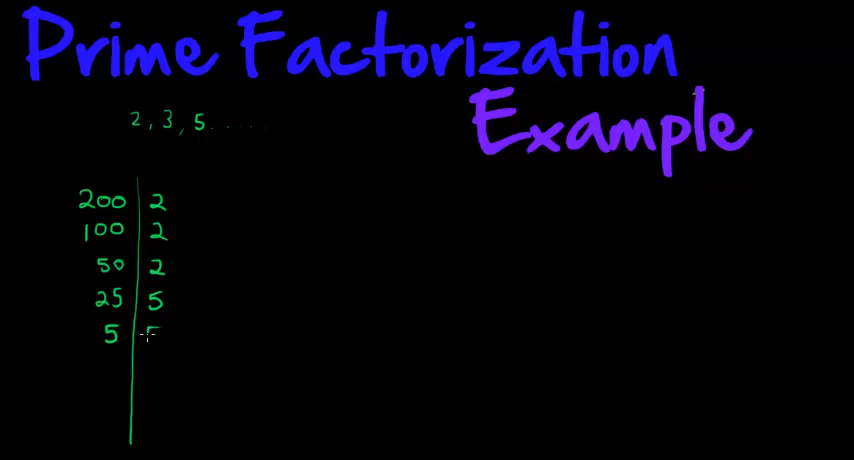 Prime Factorization
Example
2, 3, 5.....
200 2
100 2
50 2
25 5
5